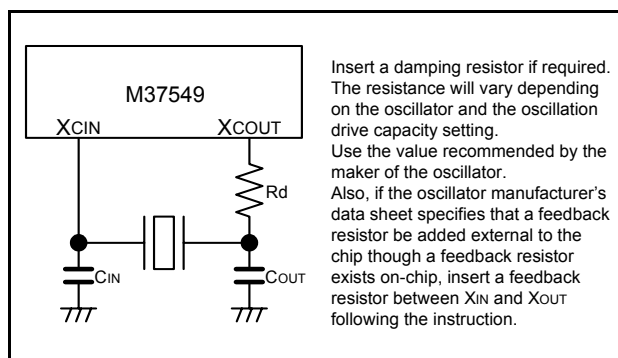 M37549
XCIN
XCOUT
Rd
CIN
COUT
Insert a damping resistor if required.
The resistance will vary depending
on the oscillator and the oscillation
drive capacity setting.
Use the value recommended by the
maker of the oscillator.
Also, if the oscillator manufacturer’s
data sheet specifies that a feedback
resistor be added external to the
chip though a feedback resistor
exists on-chip, insert a feedback
resistor between XIN and XOUT
following the instruction.